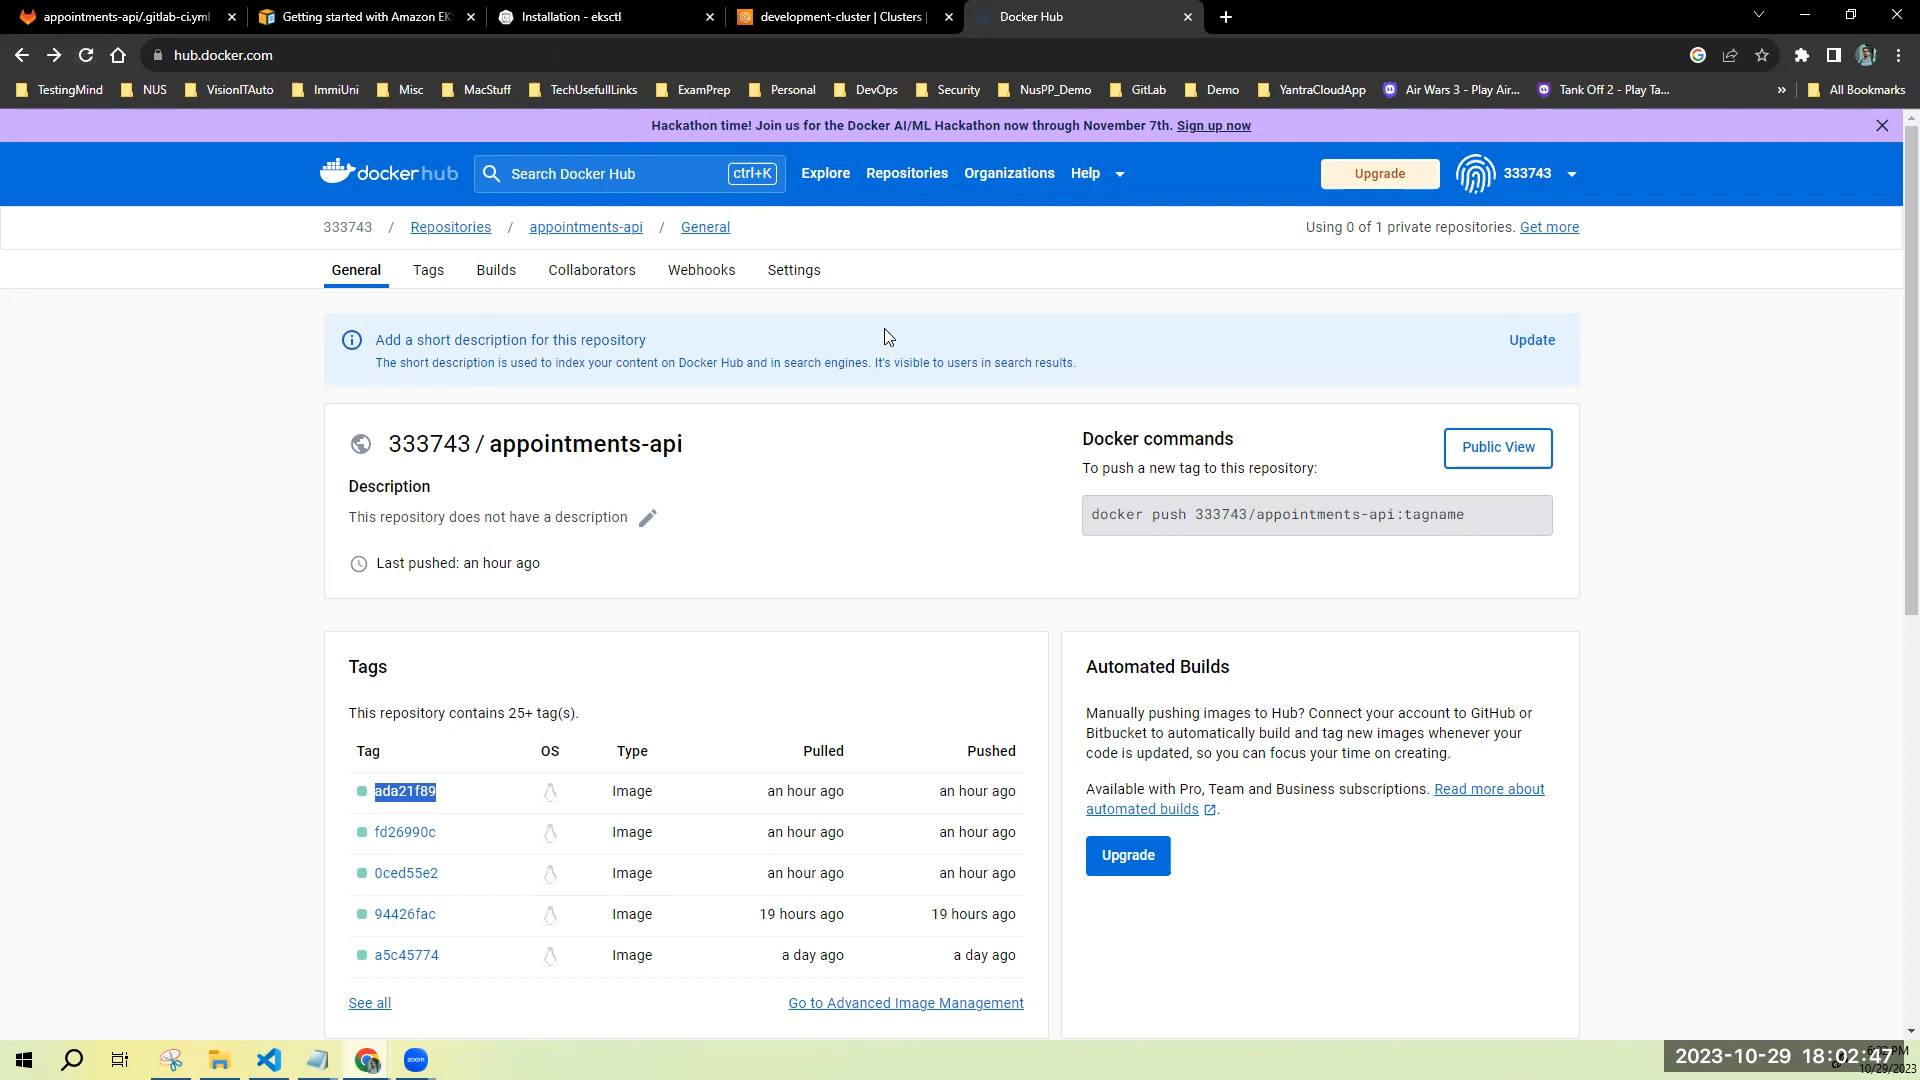 appointments-api/.gitlab-ci.yml
Getting started with Amazon EKS
Installation - eksctl
development-cluster | Clusters |
Docker Hub
hub.docker.com
TestingMind
NUS
VisionITAuto
ImmiUni
Misc
MacStuff
TechUsefullLinks
ExamPrep
Personal
DevOps
Security
NusPP_Demo
GitLab
Demo
YantraCloudApp
Air Wars 3 - Play Air...
Tank Off 2 - Play Ta...
»
All Bookmarks
Hackathon time! Join us for the Docker AI/ML Hackathon now through November 7th. Sign up now
dockerhub
Search Docker Hub
ctrl+K
Explore
Repositories
Organizations
Help
Upgrade
333743
333743 / Repositories / appointments-api / General
Using 0 of 1 private repositories. Get more
General
Tags
Builds
Collaborators
Webhooks
Settings
Add a short description for this repository
Update
The short description is used to index your content on Docker Hub and in search engines. It's visible to users in search results.
333743 / appointments-api
Docker commands
Public View
To push a new tag to this repository:
Description
This repository does not have a description
docker push 333743/appointments-api:tagname
Last pushed: an hour ago
Tags
This repository contains 25+ tag(s).
Tag OS Type Pulled Pushed
ada21f89 Image an hour ago an hour ago
fd26990c Image an hour ago an hour ago
0ced55e2 Image an hour ago an hour ago
94426fac Image 19 hours ago 19 hours ago
a5c45774 Image a day ago a day ago
See all
Go to Advanced Image Management
Automated Builds
Manually pushing images to Hub? Connect your account to GitHub or
Bitbucket to automatically build and tag new images whenever your
code is updated, so you can focus your time on creating.
Available with Pro, Team and Business subscriptions. Read more about
automated builds.
Upgrade
zoom
2023-10-29 18:02:47
10/29/2023